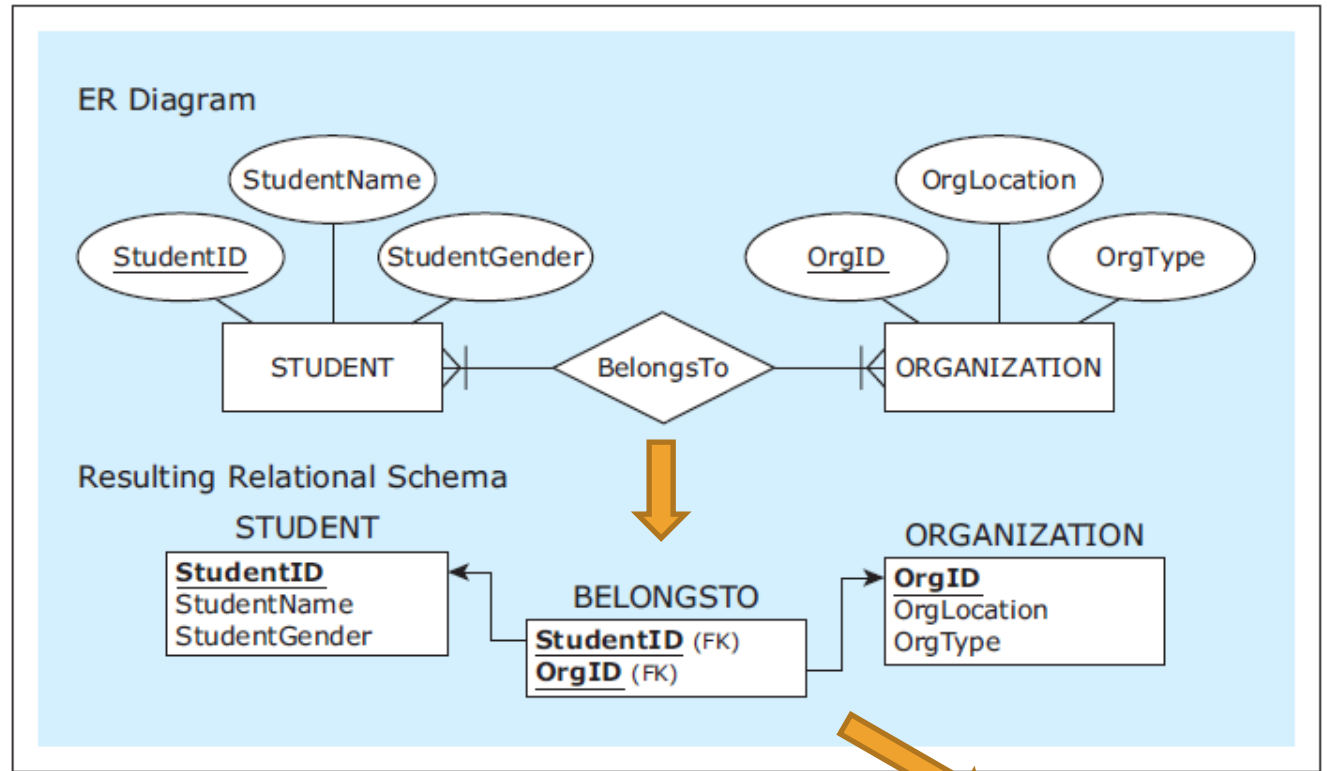 ER Diagram
StudentName
OrgLocation
StudentID
StudentGender
OrgID
OrgType
STUDENT
BelongsTo
ORGANIZATION
Resulting Relational Schema
STUDENT
StudentID
StudentName
StudentGender
BELONGSTO
StudentID (FK)
OrgID (FK)
ORGANIZATION
OrgID
OrgLocation
OrgType